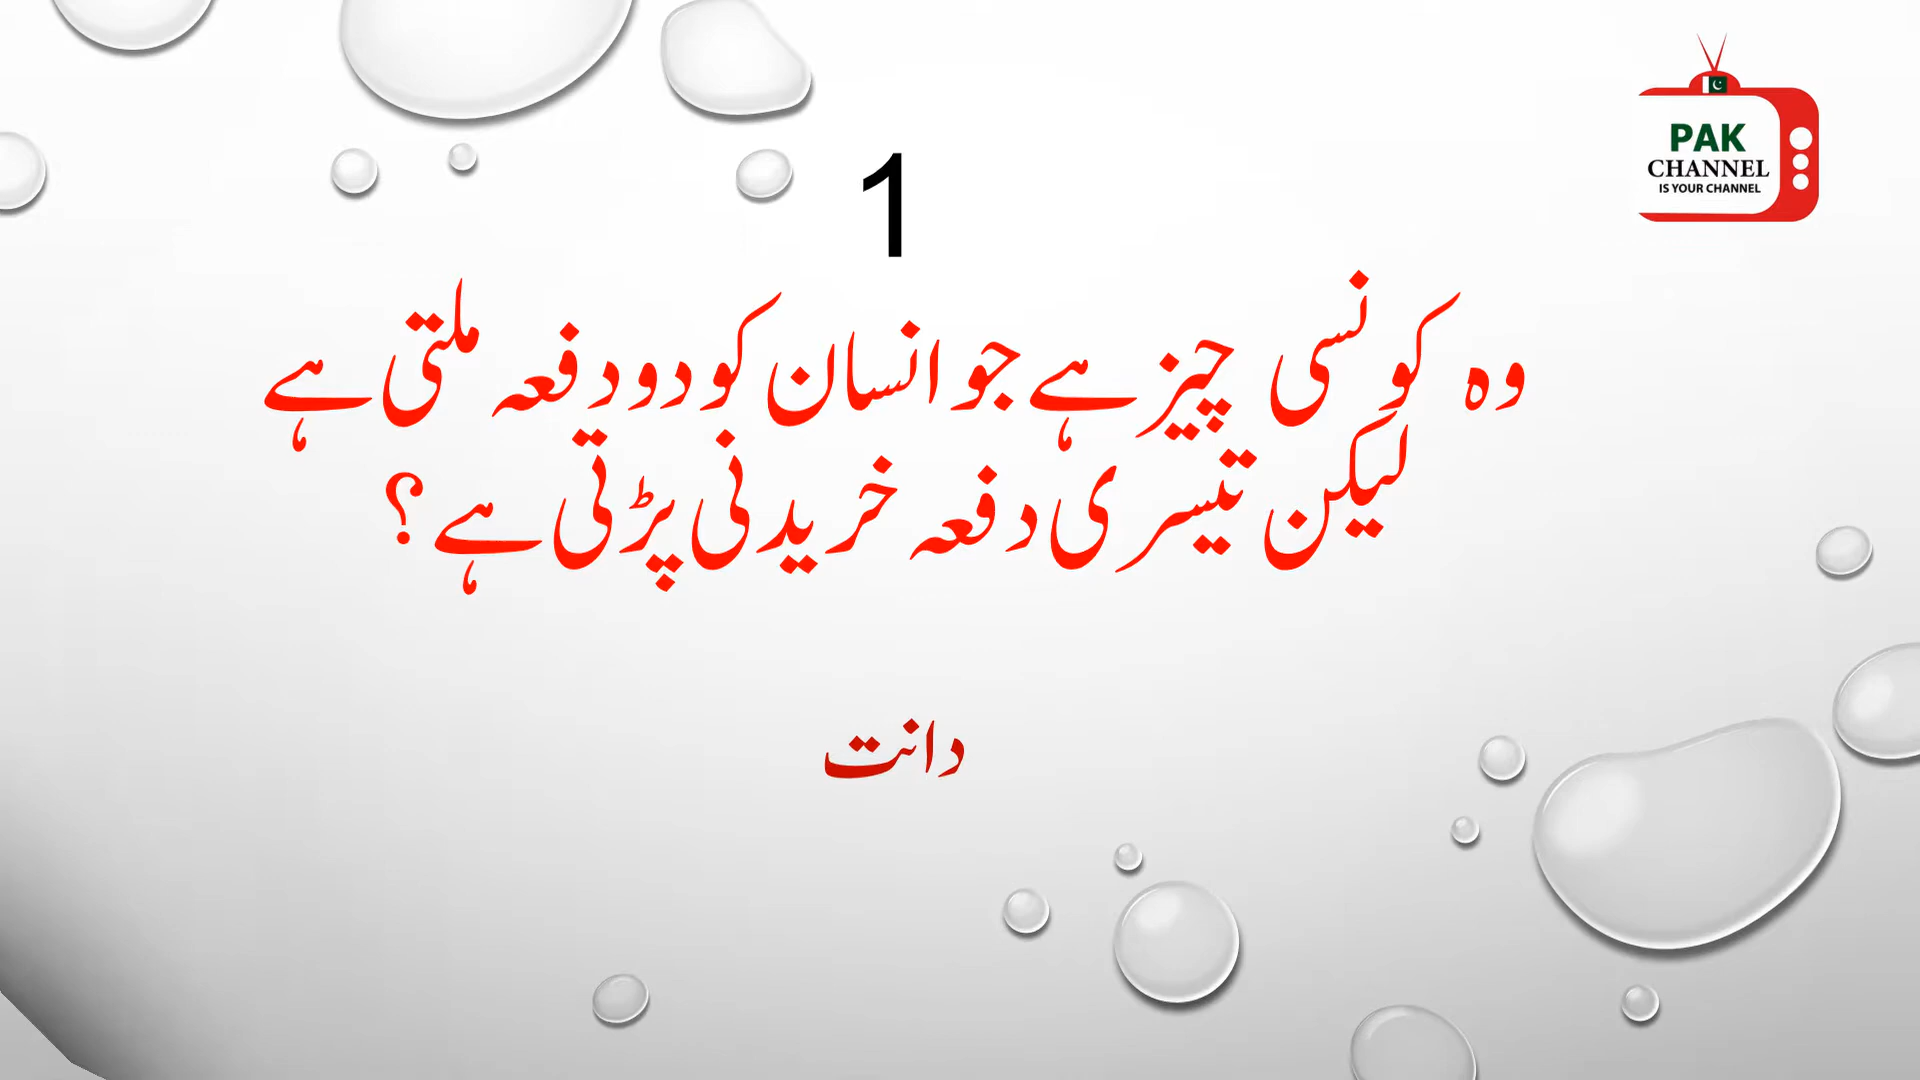 PAK
CHANNEL
IS YOUR CHANNEL
1
وہ کونسی چیز ہے جو انسان کو دو دفعہ ملتی ہے
لیکن تیسری دفعہ خریدنی پڑتی ہے؟
دانت